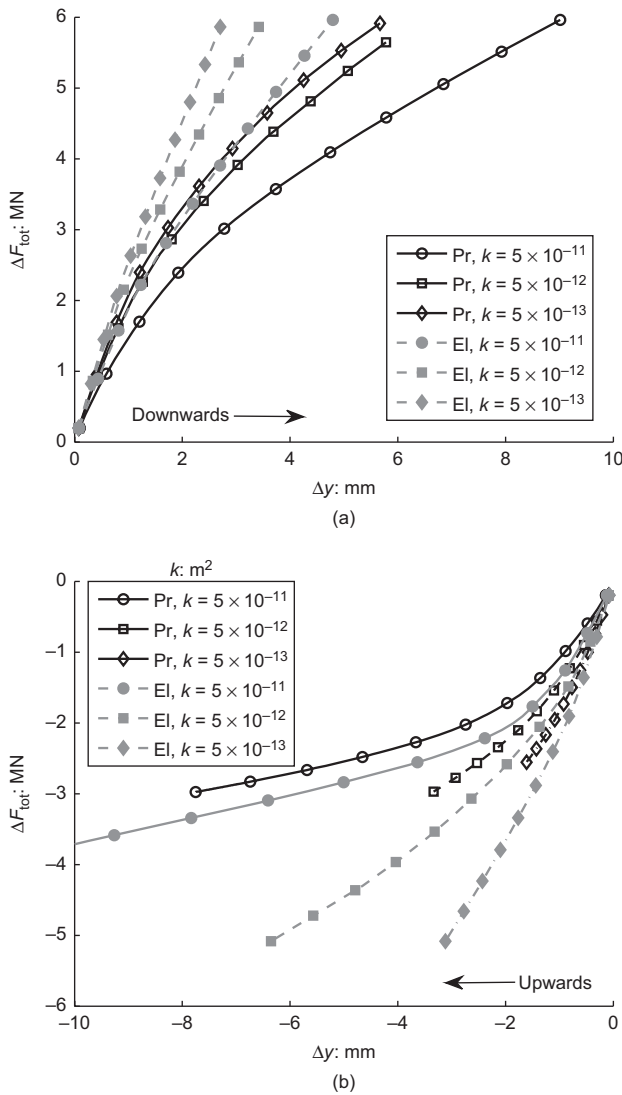 6
5
4
3
2
1
0
ΔF_tot: MN
Pr, k = 5 × 10⁻¹¹
Pr, k = 5 × 10⁻¹²
Pr, k = 5 × 10⁻¹³
El, k = 5 × 10⁻¹¹
El, k = 5 × 10⁻¹²
El, k = 5 × 10⁻¹³
Downwards
0 2 4 6 8 10
Δy: mm
(a)
k: m²
0
–1
–2
–3
–4
–5
–6
ΔF_tot: MN
Pr, k = 5 × 10⁻¹¹
Pr, k = 5 × 10⁻¹²
Pr, k = 5 × 10⁻¹³
El, k = 5 × 10⁻¹¹
El, k = 5 × 10⁻¹²
El, k = 5 × 10⁻¹³
Upwards
–10 –8 –6 –4 –2 0
Δy: mm
(b)